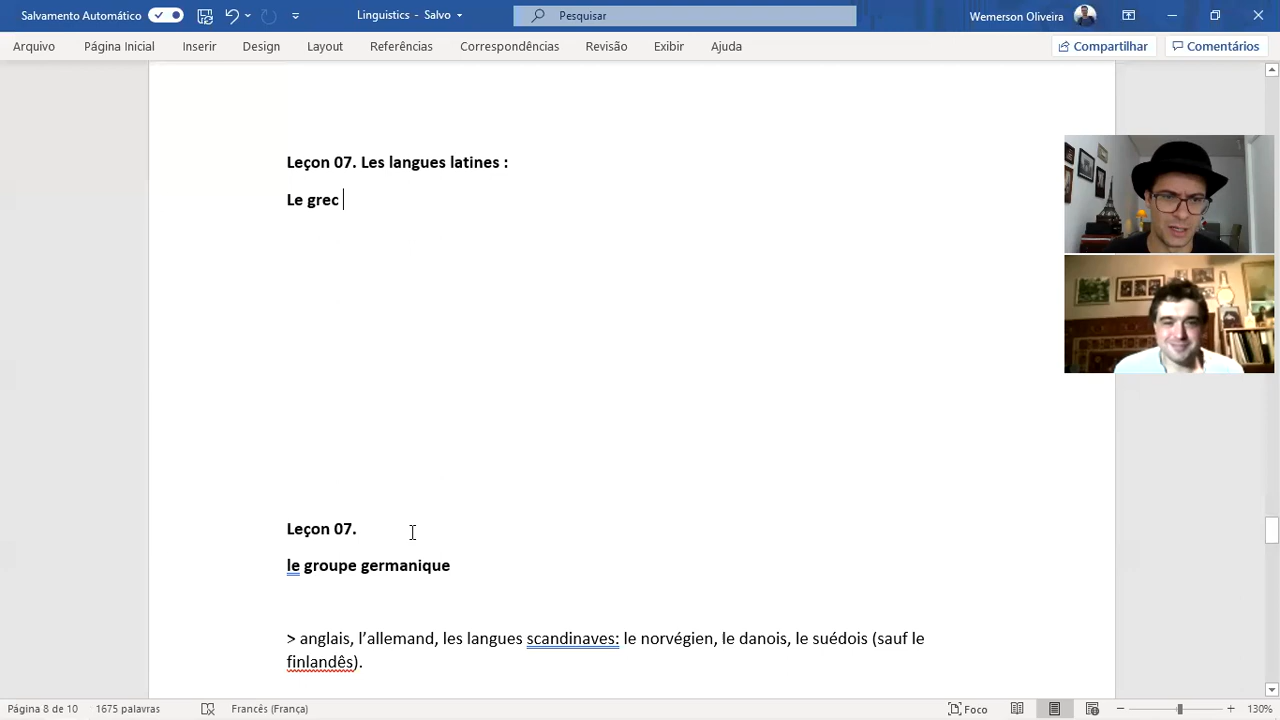 Salvamento Automático
Linguistics - Salvo
Pesquisar
Wemerson Oliveira
Arquivo
Página Inicial
Inserir
Design
Layout
Referências
Correspondências
Revisão
Exibir
Ajuda
Compartilhar
Comentários
Leçon 07. Les langues latines :
Le grec
Leçon 07.
le groupe germanique
> anglais, l’allemand, les langues scandinaves: le norvégien, le danois, le suédois (sauf le
finlandês).
Página 8 de 10
1675 palavras
Francês (França)
Foco
130%